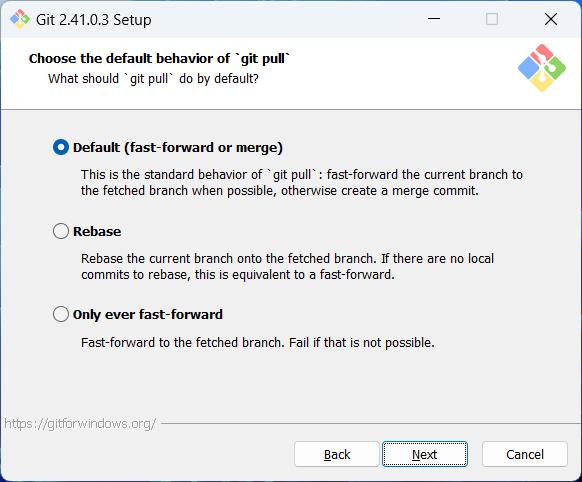 Git 2.41.0.3 Setup
Choose the default behavior of `git pull`
What should `git pull` do by default?
Default (fast-forward or merge)
This is the standard behavior of `git pull`: fast-forward the current branch to
the fetched branch when possible, otherwise create a merge commit.
Rebase
Rebase the current branch onto the fetched branch. If there are no local
commits to rebase, this is equivalent to a fast-forward.
Only ever fast-forward
Fast-forward to the fetched branch. Fail if that is not possible.
https://gitforwindows.org/
Back
Next
Cancel